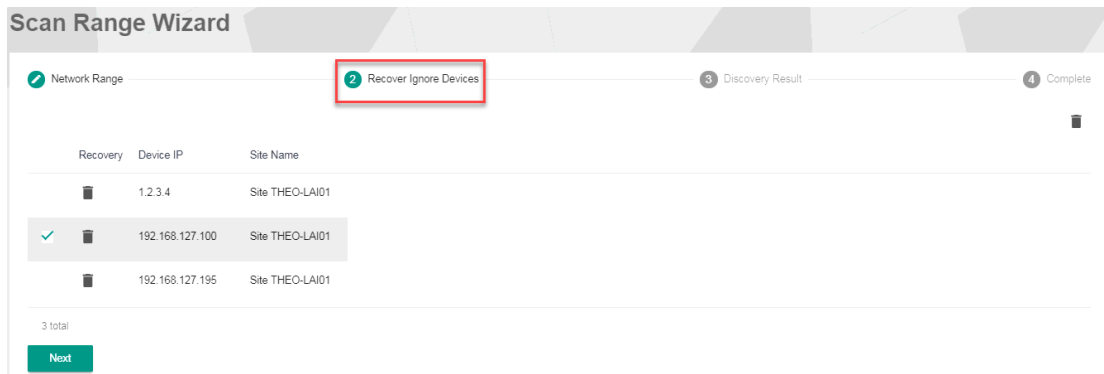 Scan Range Wizard
Network Range
2 Recover Ignore Devices
3 Discovery Result
4 Complete
Recovery Device IP Site Name
1.2.3.4 Site THEO-LAI01
192.168.127.100 Site THEO-LAI01
192.168.127.195 Site THEO-LAI01
3 total
Next